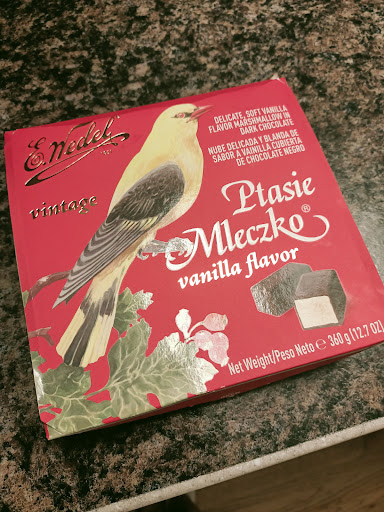 E. Wedel
vintage
DELICATE, SOFT VANILLA
FLAVOR MARSHMALLOW IN
DARK CHOCOLATE
NUBE DELICADA Y BLANDA DE
SABOR A VAINILLA CUBIERTA
DE CHOCOLATE NEGRO
Ptasie
Mleczko®
vanilla flavor
Net Weight/Peso Neto ℮ 360 g (12.7 oz)